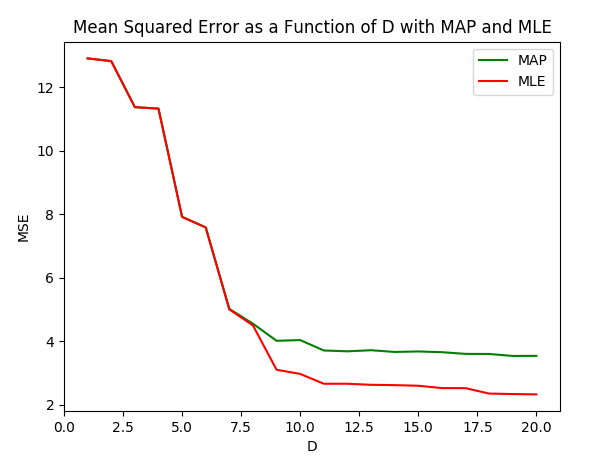 Mean Squared Error as a Function of D with MAP and MLE
MAP
MLE
MSE
12
10
8
6
4
2
0.0 2.5 5.0 7.5 10.0 12.5 15.0 17.5 20.0
D